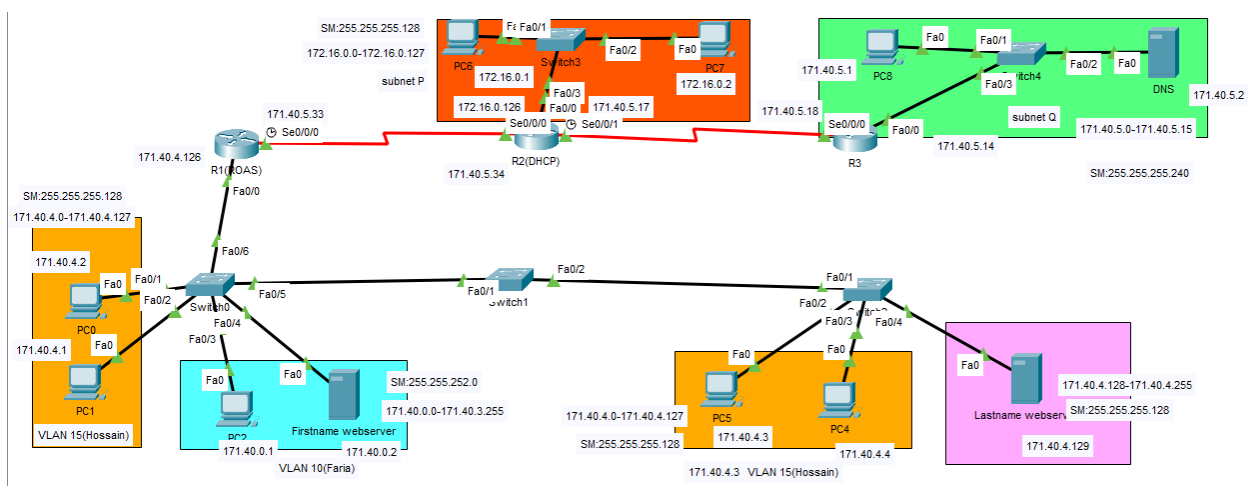 SM:255.255.255.128
172.16.0.0-172.16.0.127
subnet P
Fa0/1
PC6
Switch3
Fa0/2
Fa0
PC7
172.16.0.1
172.16.0.2
Fa0/3
172.16.0.126
Fa0/0
171.40.5.17
Se0/0/0
Se0/0/1
R2(DHCP)
171.40.5.34
171.40.5.33
Se0/0/0
171.40.4.126
R1(ROAS)
Fa0/0
Fa0
Fa0/1
171.40.5.1
PC8
Fa0/2
Fa0
DNS
171.40.5.2
Fa0/3
171.40.5.18
Se0/0/0
Fa0/0
R3
171.40.5.14
subnet Q
171.40.5.0-171.40.5.15
SM:255.255.255.240
SM:255.255.255.128
171.40.4.0-171.40.4.127
171.40.4.2
Fa0
Fa0/1
Fa0/2
PC0
171.40.4.1
Fa0
PC1
VLAN 15(Hossain)
Fa0/6
Switch0
Fa0/5
Fa0/4
Fa0/3
Fa0
Fa0
PC2
Firstname webserver
171.40.0.1
171.40.0.2
SM:255.255.252.0
171.40.0.0-171.40.3.255
VLAN 10(Faria)
Fa0/1
Fa0/2
Fa0/1
Fa0/2
Fa0/3
Fa0/4
Fa0
Fa0
PC5
PC4
171.40.4.0-171.40.4.127
SM:255.255.255.128
171.40.4.3
171.40.4.4
171.40.4.3
VLAN 15(Hossain)
Fa0
171.40.4.128-171.40.4.255
SM:255.255.255.128
Lastname webserver
171.40.4.129